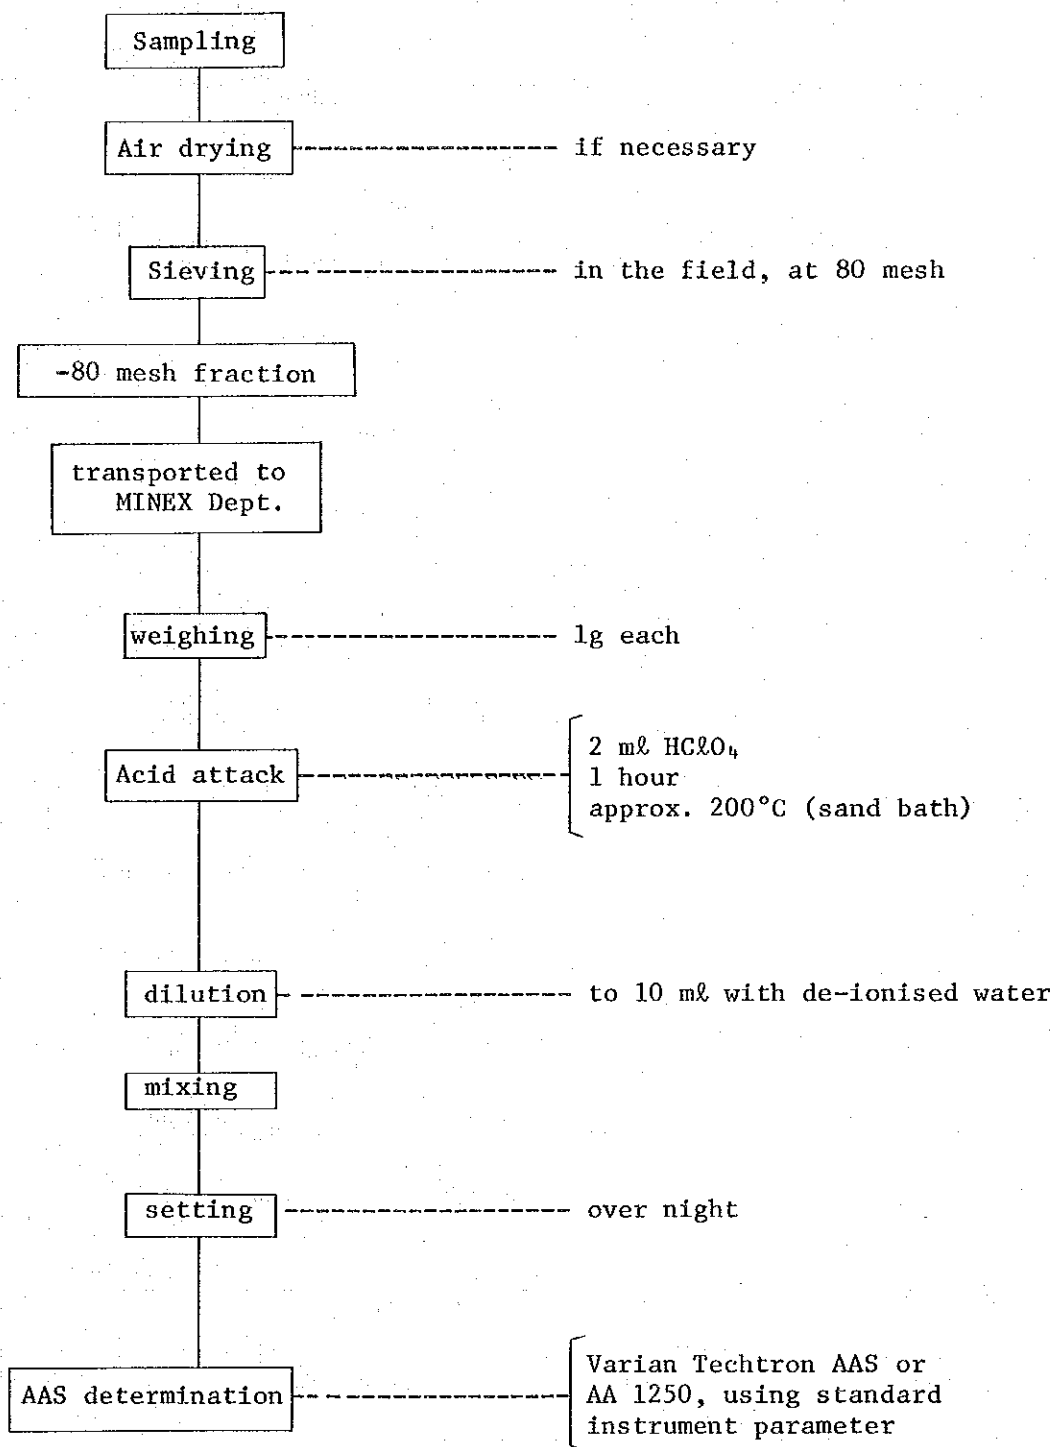 Sampling
Air drying if necessary
Sieving in the field, at 80 mesh
-80 mesh fraction
transported to
MINEX Dept.
weighing 1g each
Acid attack
2 mℓ HCℓO₄
1 hour
approx. 200°C (sand bath)
dilution to 10 mℓ with de-ionised water
mixing
setting over night
AAS determination
Varian Techtron AAS or
AA 1250, using standard
instrument parameter